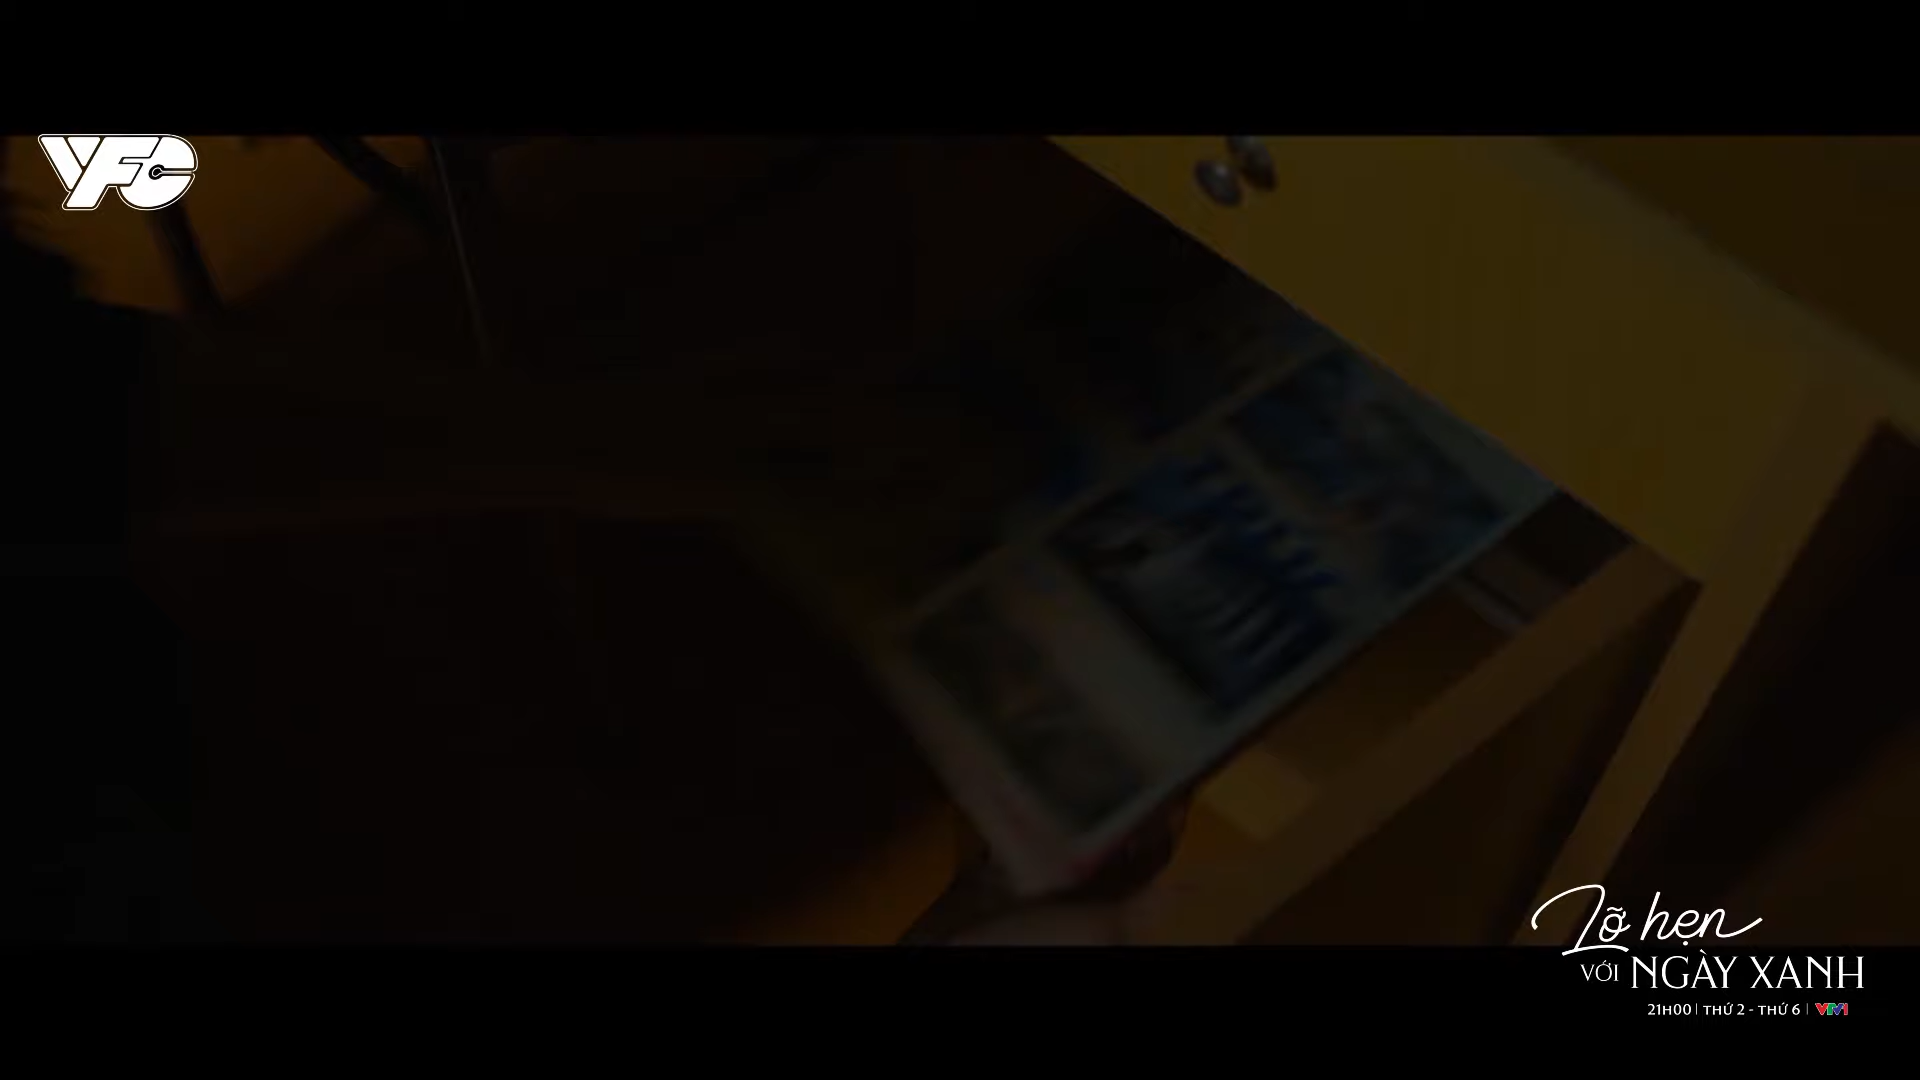 VFC
Lỡ hẹn
VỚI NGÀY XANH
21H00 | THỨ 2 - THỨ 6 | VTV1